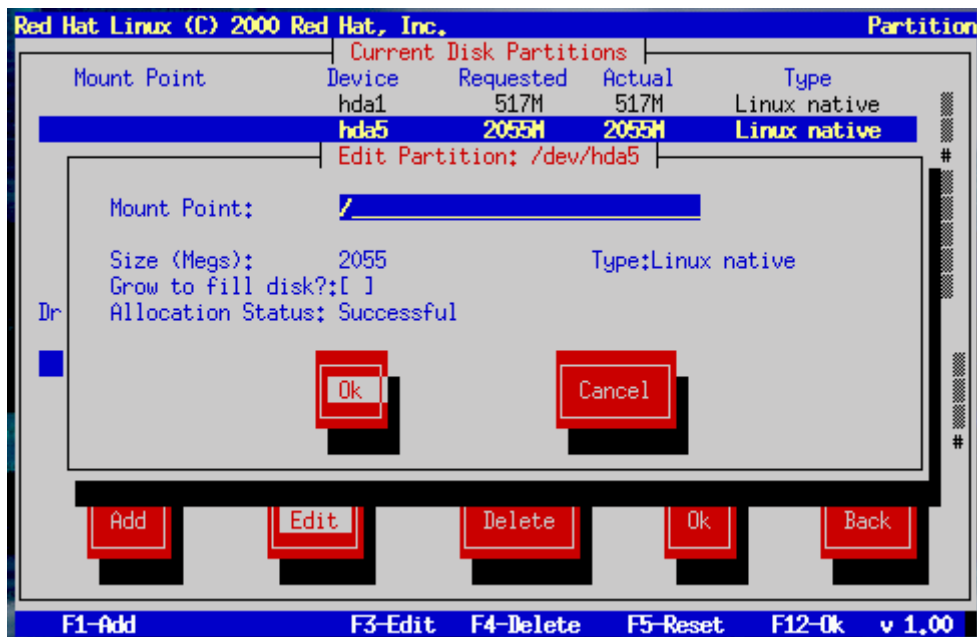 Red Hat Linux (C) 2000 Red Hat, Inc. Partition
Current Disk Partitions
Mount Point Device Requested Actual Type
hda1 517M 517M Linux native
hda5 2055M 2055M Linux native
Edit Partition: /dev/hda5
#
Mount Point: /
Size (Megs): 2055 Type:Linux native
Grow to fill disk?:[ ]
Dr Allocation Status: Successful
Ok Cancel
#
Add Edit Delete Ok Back
F1-Add F3-Edit F4-Delete F5-Reset F12-Ok v 1.00